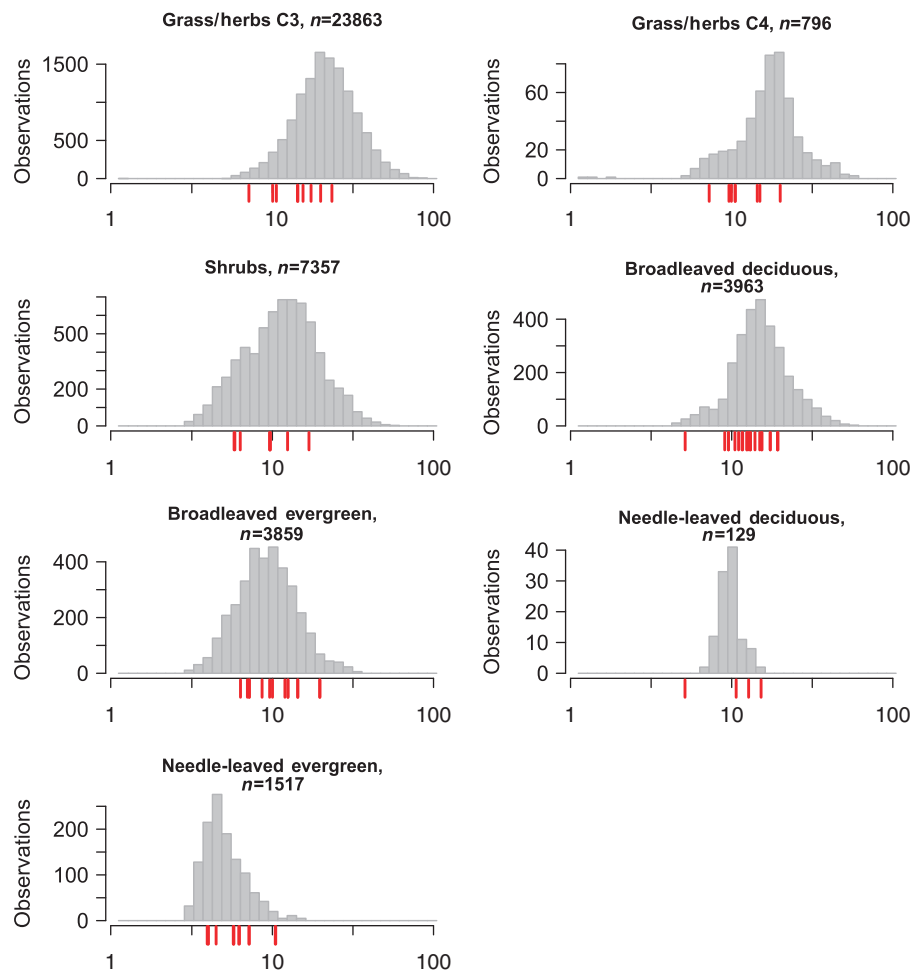 Grass/herbs C3, n=23863
Observations
1500
500
0
1
10
100
Grass/herbs C4, n=796
Observations
60
20
0
1
10
100
Shrubs, n=7357
Observations
500
200
0
1
10
100
Broadleaved deciduous,
n=3963
Observations
400
200
0
1
10
100
Broadleaved evergreen,
n=3859
Observations
400
200
0
1
10
100
Needle-leaved deciduous,
n=129
Observations
40
30
20
10
0
1
10
100
Needle-leaved evergreen,
n=1517
Observations
200
100
0
1
10
100